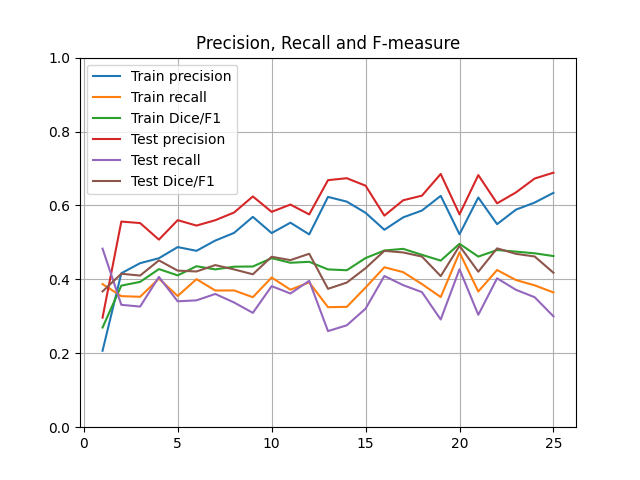 Precision, Recall and F-measure
1.0
0.8
0.6
0.4
0.2
0.0
Train precision
Train recall
Train Dice/F1
Test precision
Test recall
Test Dice/F1
0 5 10 15 20 25